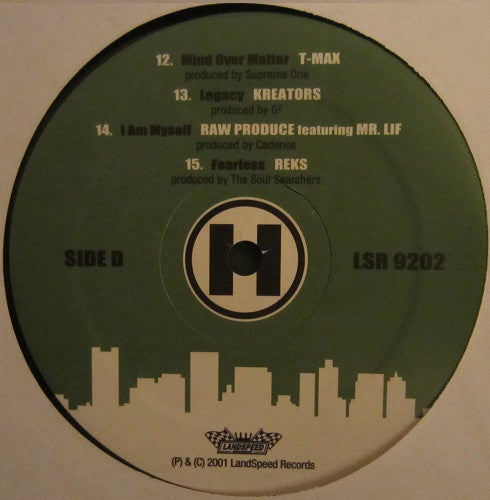 12. Mind Over Matter T-MAX
produced by Supreme One
13. Legacy KREATORS
produced by G²
14. I Am Myself RAW PRODUCE featuring MR. LIF
produced by Cadence
15. Fearless REKS
produced by The Soul Searchers
SIDE D
H
LSR 9202
LANDSPEED
(P) & (C) 2001 LandSpeed Records